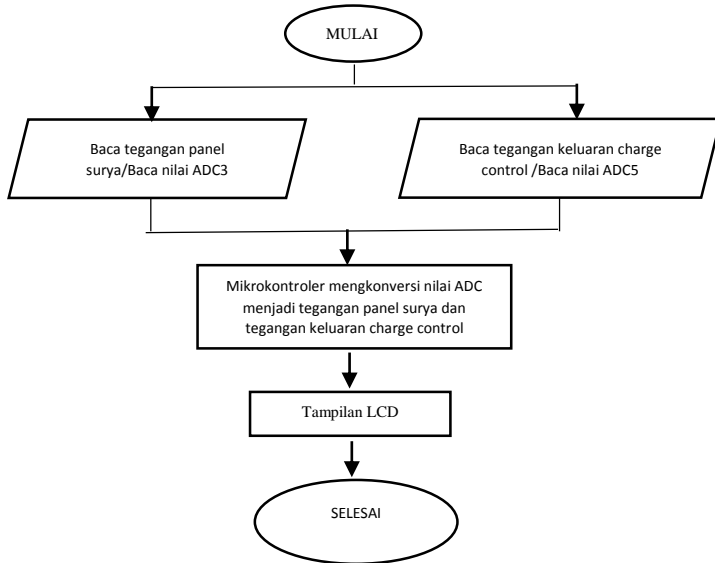 MULAI
Baca tegangan panel
surya/Baca nilai ADC3
Baca tegangan keluaran charge
control /Baca nilai ADC5
Mikrokontroler mengkonversi nilai ADC
menjadi tegangan panel surya dan
tegangan keluaran charge control
Tampilan LCD
SELESAI